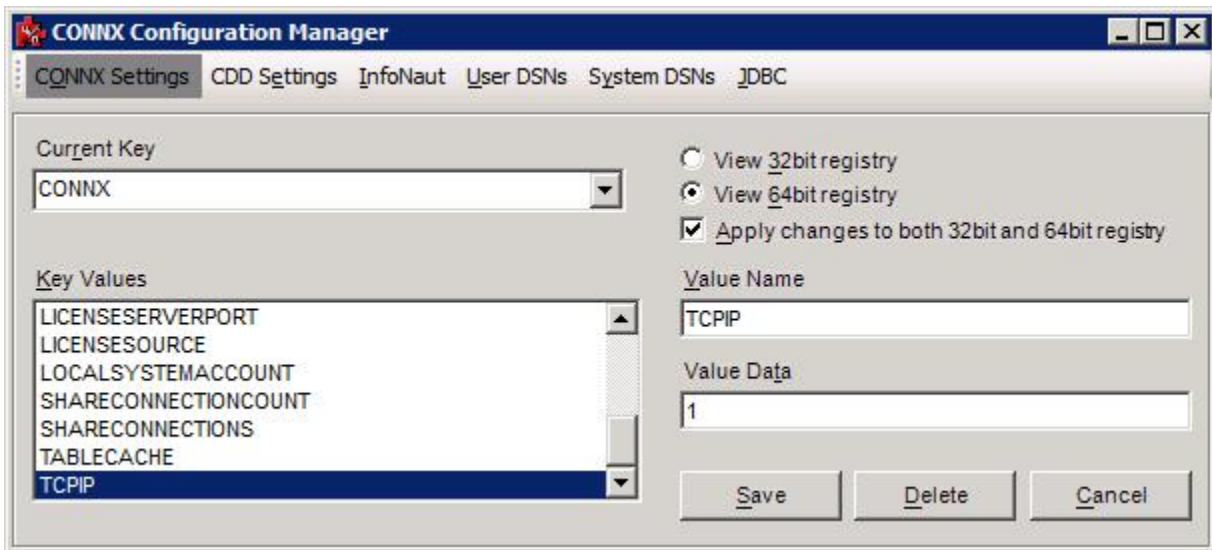 CONNX Configuration Manager
CONNX Settings CDD Settings InfoNaut User DSNs System DSNs JDBC
Current Key
CONNX
View 32bit registry
View 64bit registry
Apply changes to both 32bit and 64bit registry
Key Values
LICENSESERVERPORT
LICENSESOURCE
LOCALSYSTEMACCOUNT
SHARECONNECTIONCOUNT
SHARECONNECTIONS
TABLECACHE
TCPIP
Value Name
TCPIP
Value Data
1
Save Delete Cancel